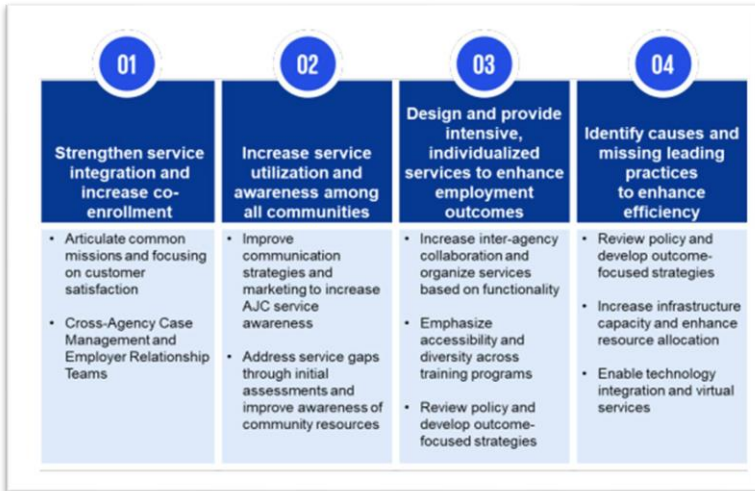 01
Strengthen service
integration and
increase co-
enrollment
• Articulate common
missions and focusing
on customer
satisfaction
• Cross-Agency Case
Management and
Employer Relationship
Teams
02
Increase service
utilization and
awareness among
all communities
• Improve
communication
strategies and
marketing to increase
AJC service
awareness
• Address service gaps
through initial
assessments and
improve awareness of
community resources
03
Design and provide
intensive,
individualized
services to enhance
employment
outcomes
• Increase inter-agency
collaboration and
organize services
based on functionality
• Emphasize
accessibility and
diversity across
training programs
• Review policy and
develop outcome-
focused strategies
04
Identify causes and
missing leading
practices
to enhance
efficiency
• Review policy and
develop outcome-
focused strategies
• Increase infrastructure
capacity and enhance
resource allocation
• Enable technology
integration and virtual
services